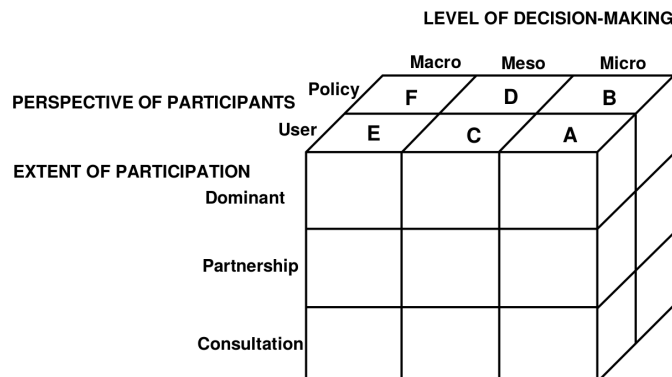 LEVEL OF DECISION-MAKING
Macro Meso Micro
Policy
PERSPECTIVE OF PARTICIPANTS
F D B
User
E C A
EXTENT OF PARTICIPATION
Dominant
Partnership
Consultation